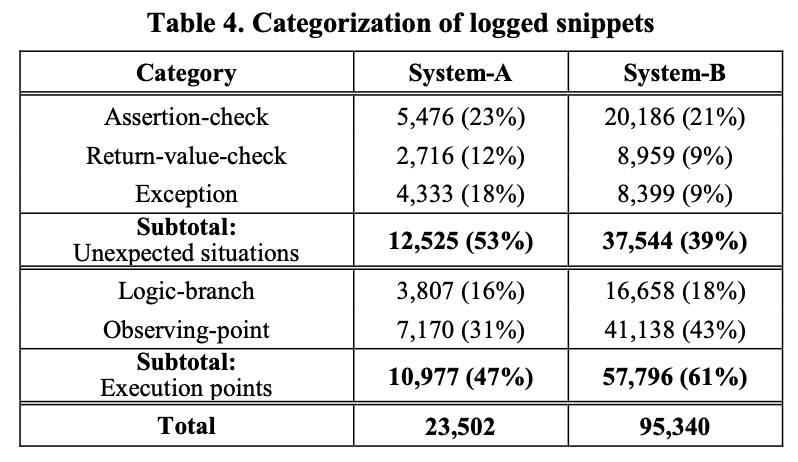 Table 4. Categorization of logged snippets
Category System-A System-B
Assertion-check 5,476 (23%) 20,186 (21%)
Return-value-check 2,716 (12%) 8,959 (9%)
Exception 4,333 (18%) 8,399 (9%)
Subtotal:
Unexpected situations 12,525 (53%) 37,544 (39%)
Logic-branch 3,807 (16%) 16,658 (18%)
Observing-point 7,170 (31%) 41,138 (43%)
Subtotal:
Execution points 10,977 (47%) 57,796 (61%)
Total 23,502 95,340